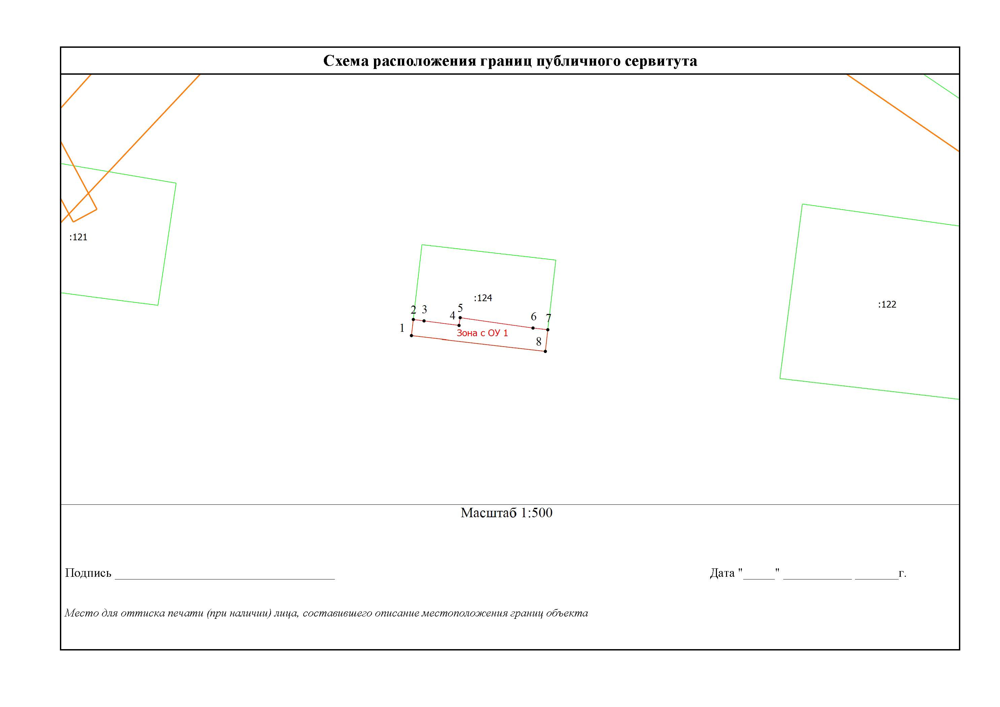 Схема расположения границ публичного сервитута
:121
:124
:122
2 3
4 5
6 7
1
Зона с ОУ 1
8
Масштаб 1:500
Подпись ___________________________________
Дата "_____" ___________ _______г.
Место для оттиска печати (при наличии) лица, составившего описание местоположения границ объекта